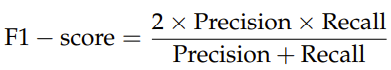 F1 − score = 2 × Precision × Recall / Precision + Recall